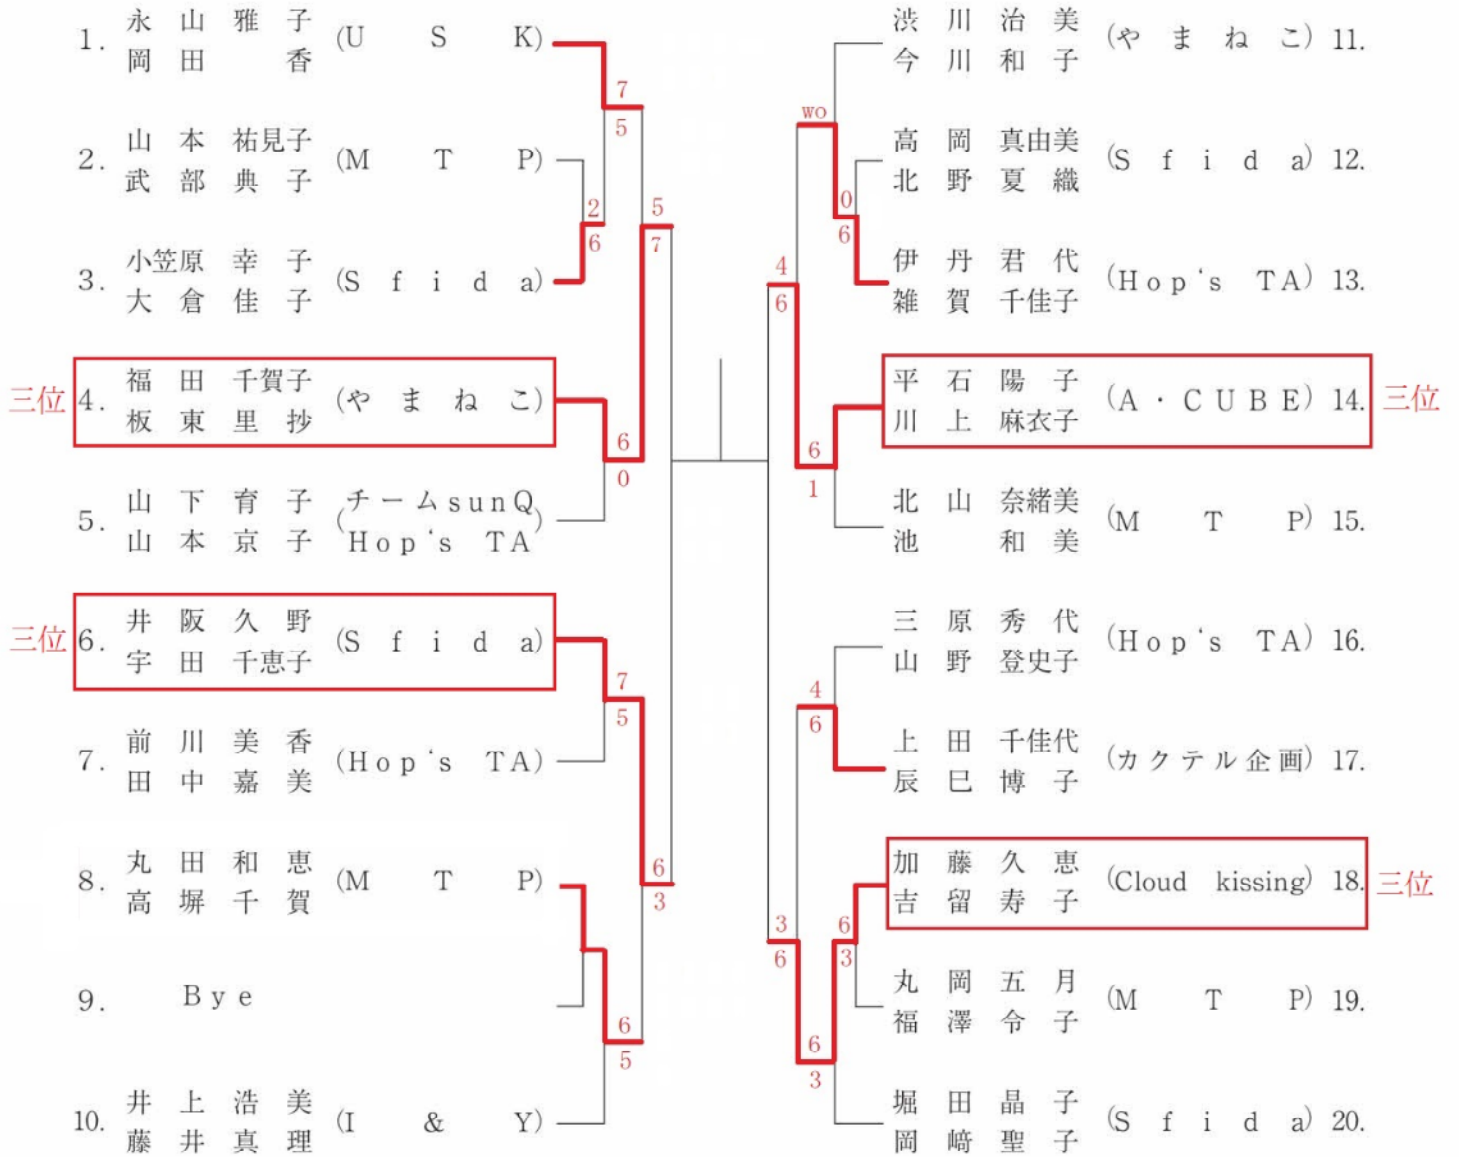 1. 永山雅子 (USK)
岡田香
7
5
2. 山本祐見子 (MTP)
武部典子
2
6
3. 小笠原幸子 (Sfida)
大倉佳子
5
7
三位 4. 福田千賀子 (やまねこ)
板東里抄
6
0
5. 山下育子 (チームsunQ
山本京子 Hop's TA)
三位 6. 井阪久野 (Sfida)
宇田千恵子
7
5
7. 前川美香 (Hop's TA)
田中嘉美
6
3
8. 丸田和恵 (MTP)
高塀千賀
9. Bye
6
5
10. 井上浩美 (I&Y)
藤井真理
渋川治美 (やまねこ) 11.
今川和子
wo
高岡真由美 (Sfida) 12.
北野夏織
0
6
伊丹君代 (Hop's TA) 13.
雑賀千佳子
4
6
平石陽子 (A・CUBE) 14. 三位
川上麻衣子
6
1
北山奈緒美 (MTP) 15.
池和美
三原秀代 (Hop's TA) 16.
山野登史子
4
6
上田千佳代 (カクテル企画) 17.
辰巳博子
加藤久恵 (Cloud kissing) 18. 三位
吉留寿子
6
3
3
6
丸岡五月 (MTP) 19.
福澤令子
6
3
堀田晶子 (Sfida) 20.
岡﨑聖子